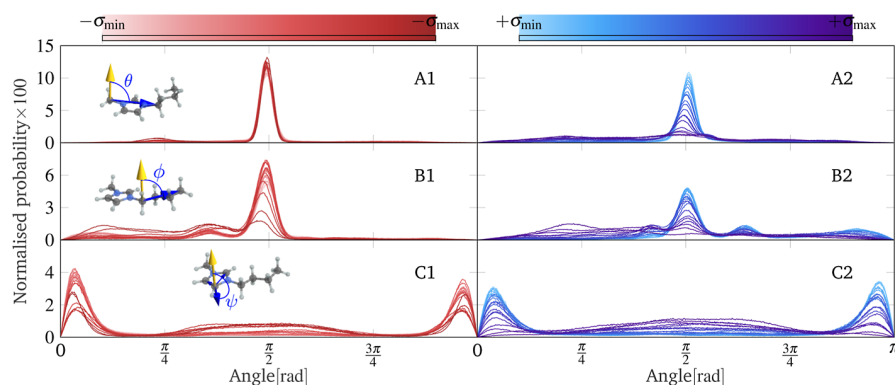 −σmin −σmax +σmin +σmax
15
10 A1 A2
5
0
θ
6 B1 B2
3
0
ϕ
4 C1 C2
2
0
ψ
Normalised probability×100
0 π/4 π/2 3π/4 0 π/4 π/2 3π/4 π
Angle[rad] Angle[rad]